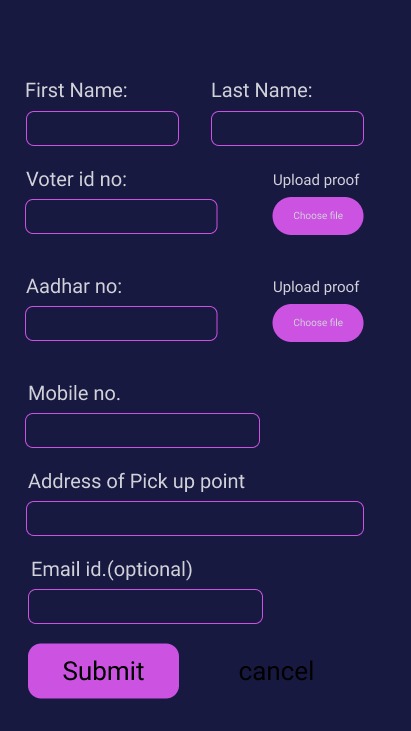 First Name: Last Name:
Voter id no: Upload proof
Choose file
Aadhar no: Upload proof
Choose file
Mobile no.
Address of Pick up point
Email id.(optional)
Submit cancel